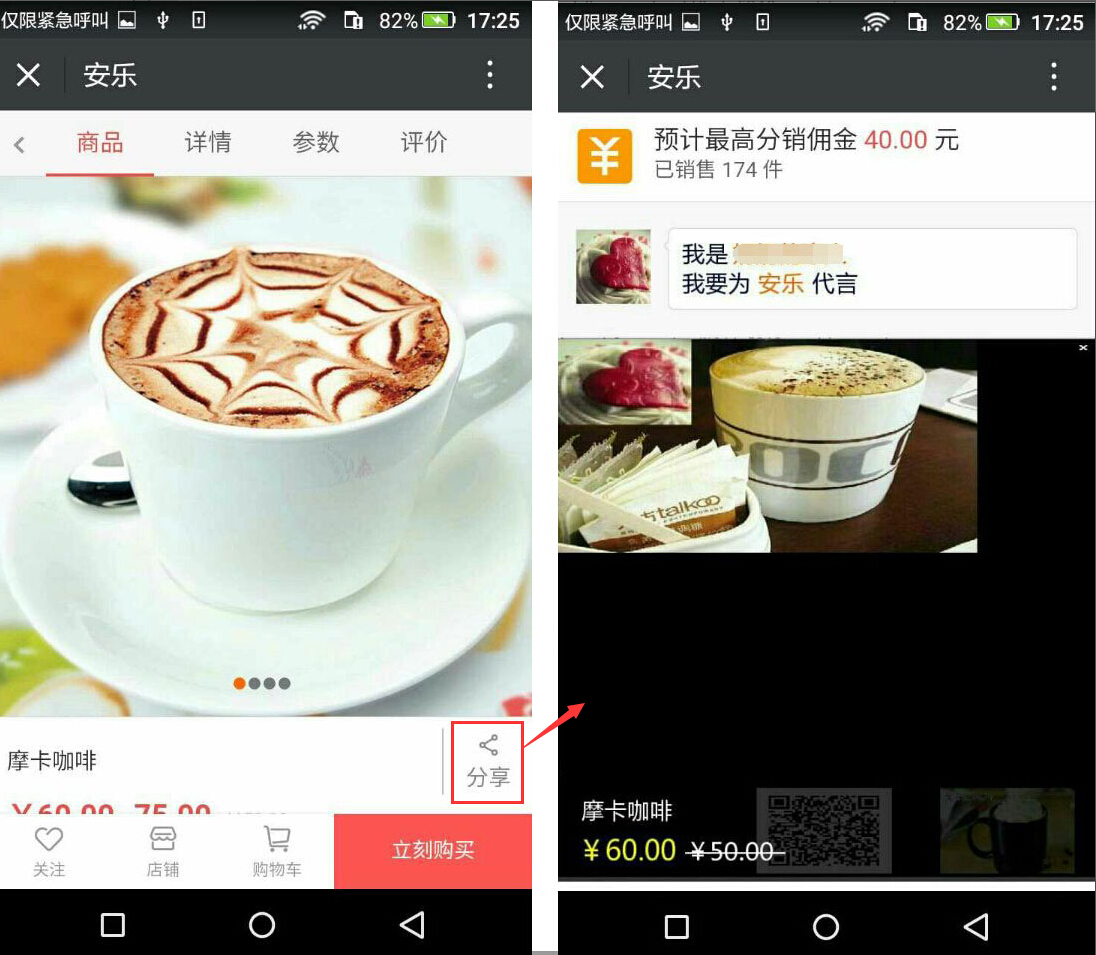 仅限紧急呼叫 82% 17:25
安乐
商品 详情 参数 评价
摩卡咖啡
分享
￥60.00 75.00
关注 店铺 购物车 立刻购买
仅限紧急呼叫 82% 17:25
安乐
预计最高分销佣金 40.00 元
已销售 174 件
我是
我要为 安乐 代言
taikoo
摩卡咖啡
￥60.00 ￥50.00